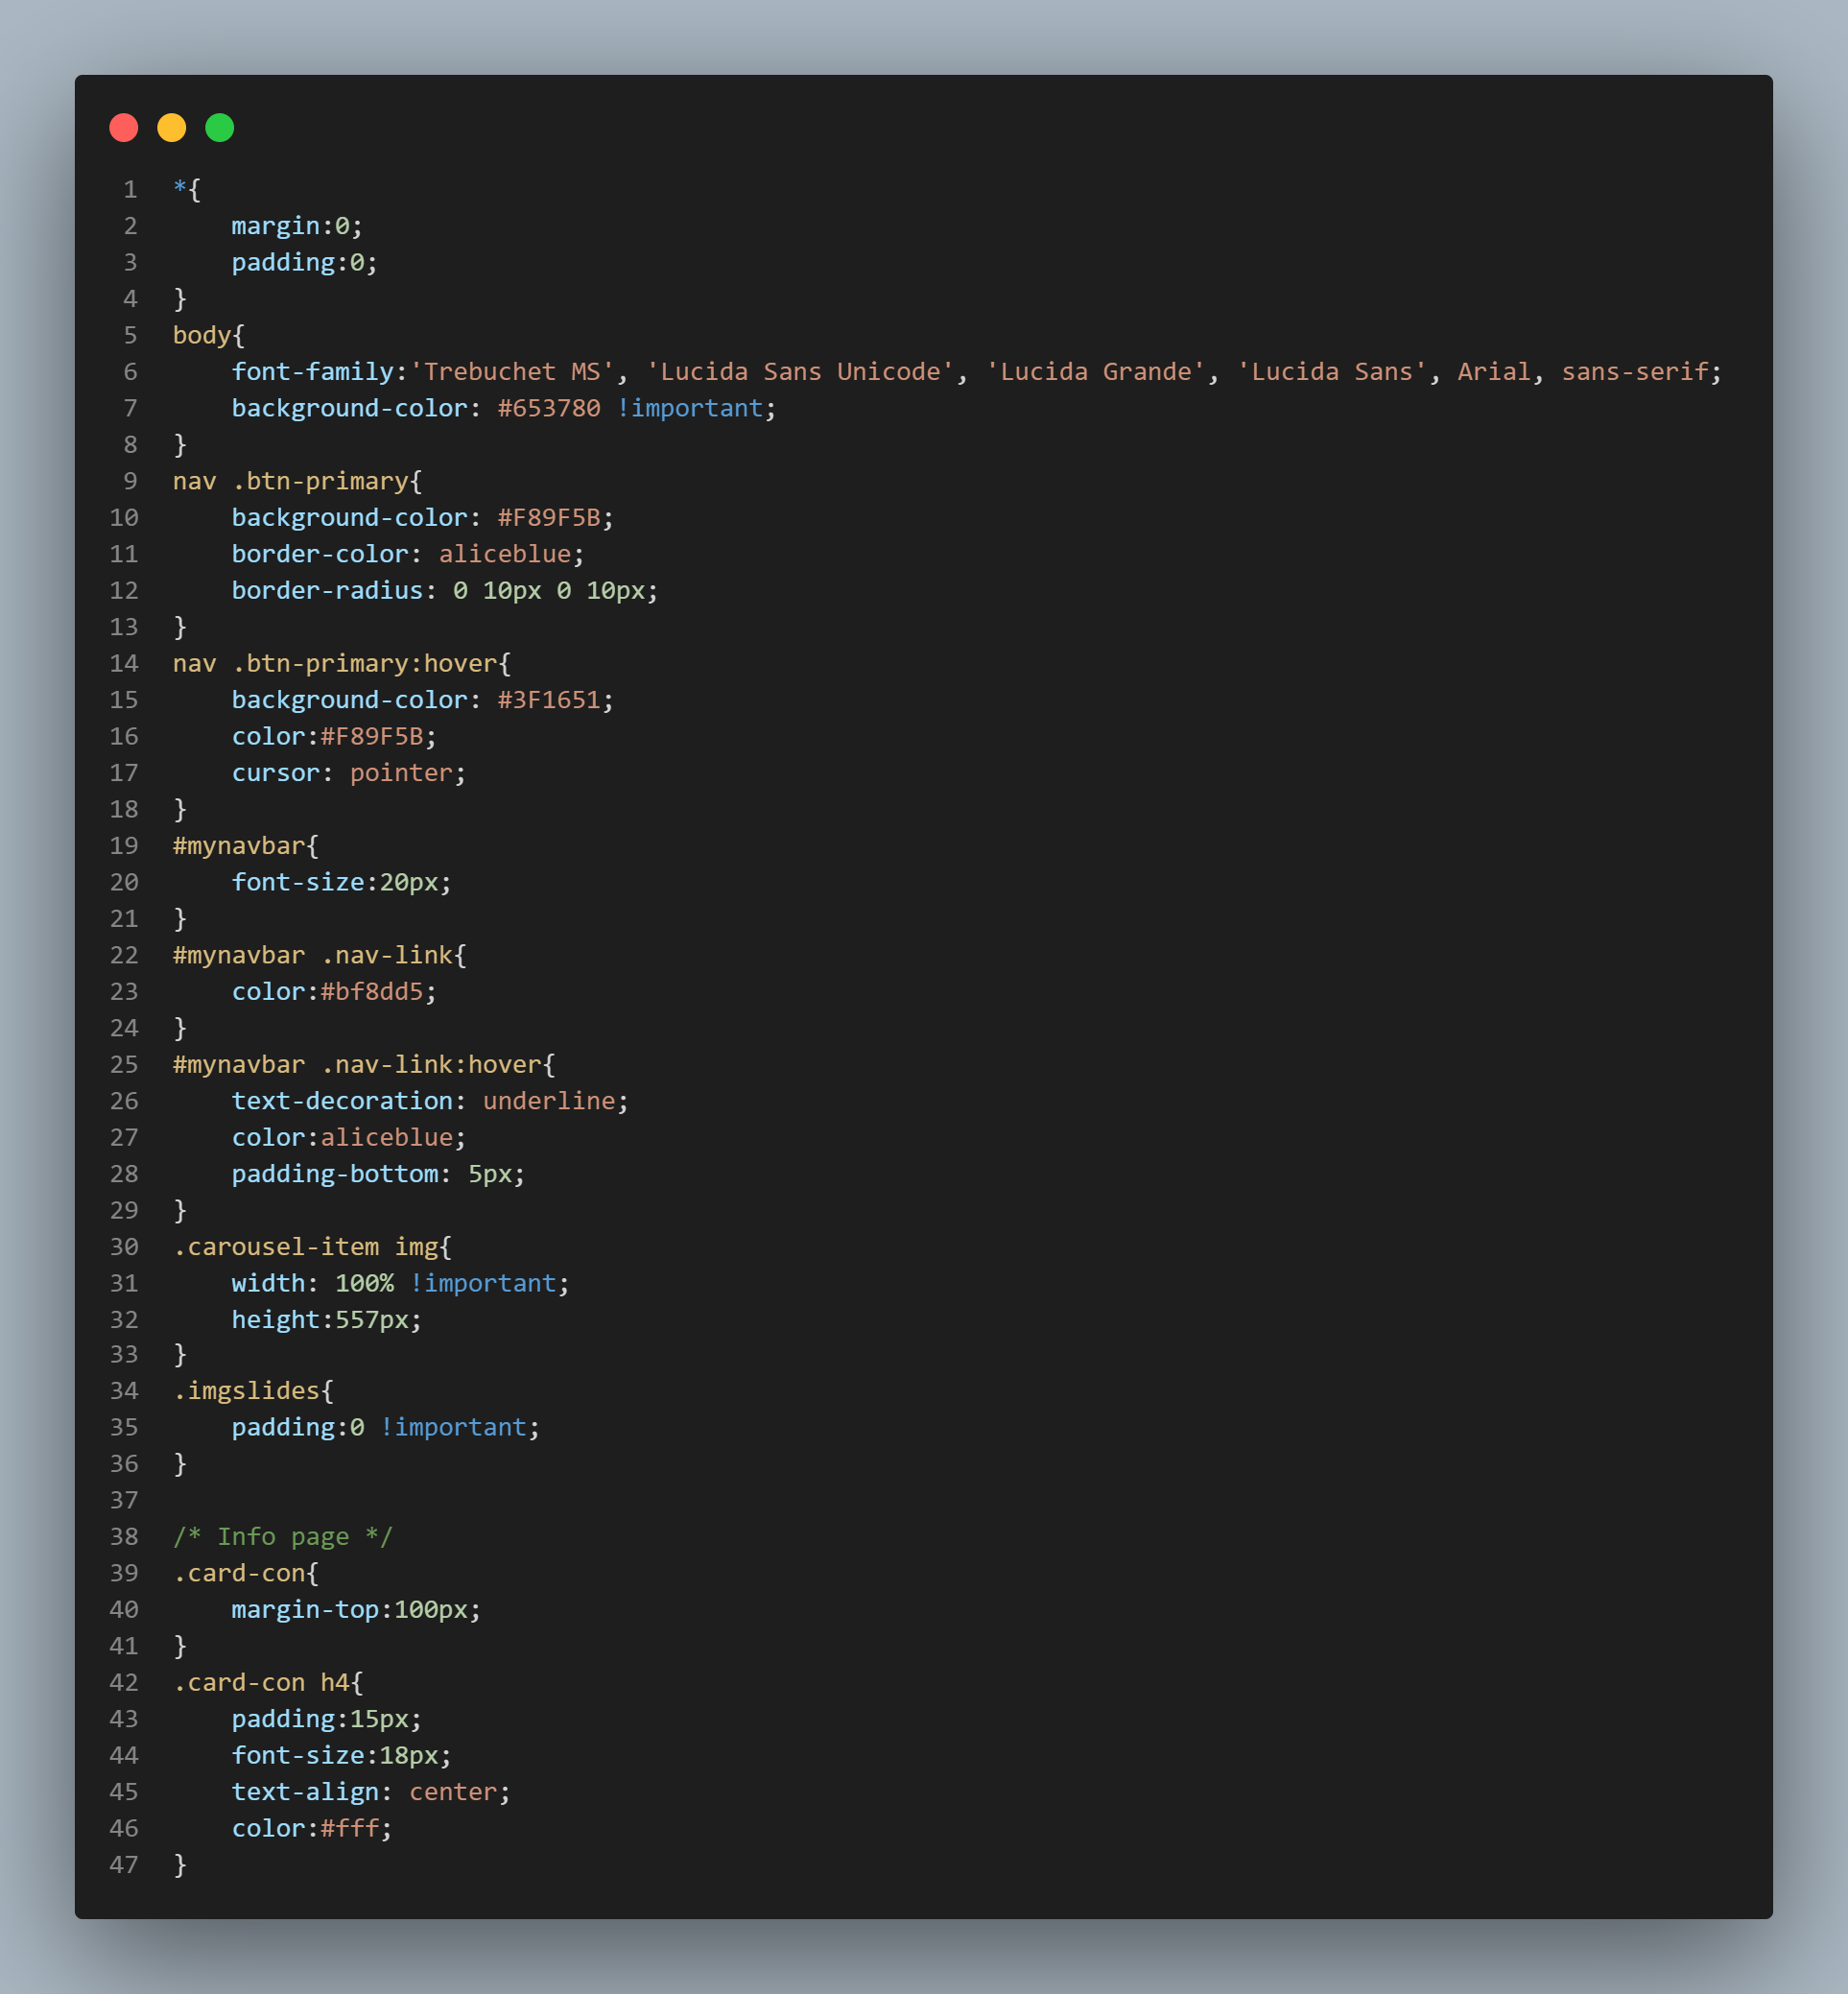 1 *{
2     margin:0;
3     padding:0;
4 }
5 body{
6     font-family:'Trebuchet MS', 'Lucida Sans Unicode', 'Lucida Grande', 'Lucida Sans', Arial, sans-serif;
7     background-color: #653780 !important;
8 }
9 nav .btn-primary{
10     background-color: #F89F5B;
11     border-color: aliceblue;
12     border-radius: 0 10px 0 10px;
13 }
14 nav .btn-primary:hover{
15     background-color: #3F1651;
16     color:#F89F5B;
17     cursor: pointer;
18 }
19 #mynavbar{
20     font-size:20px;
21 }
22 #mynavbar .nav-link{
23     color:#bf8dd5;
24 }
25 #mynavbar .nav-link:hover{
26     text-decoration: underline;
27     color:aliceblue;
28     padding-bottom: 5px;
29 }
30 .carousel-item img{
31     width: 100% !important;
32     height:557px;
33 }
34 .imgslides{
35     padding:0 !important;
36 }
37
38 /* Info page */
39 .card-con{
40     margin-top:100px;
41 }
42 .card-con h4{
43     padding:15px;
44     font-size:18px;
45     text-align: center;
46     color:#fff;
47 }